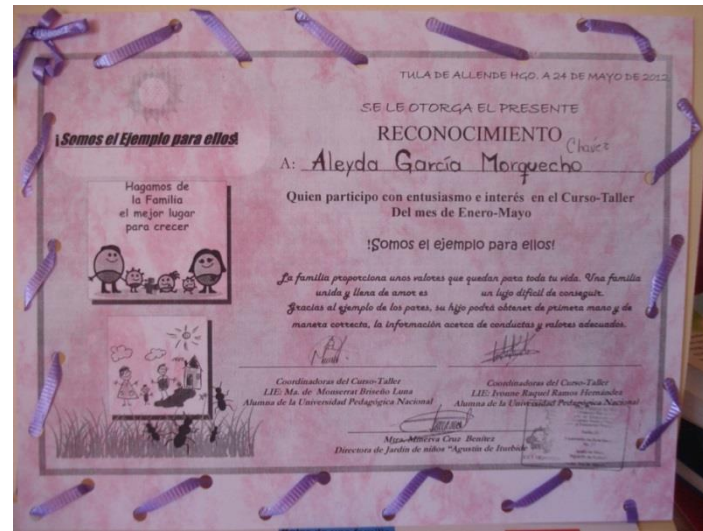 TULA DE ALLENDE HGO. A 24 DE MAYO DE 2012
SE LE OTORGA EL PRESENTE
RECONOCIMIENTO
Chavez
A: Aleyda García Morquecho
Quien participo con entusiasmo e interés en el Curso-Taller
Del mes de Enero-Mayo
!Somos el ejemplo para ellos!
La familia proporciona unos valores que quedan para toda tu vida. Una familia
unida y llena de amor es un lujo difícil de conseguir.
Gracias al ejemplo de los pares, su hijo podrá obtener de primera mano y de
manera correcta, la información acerca de conductas y valores adecuados.
¡Somos el Ejemplo para ellos!
Hagamos de
la Familia
el mejor lugar
para crecer
Coordinadoras del Curso-Taller
LIE: Ma. de Monserrat Briseño Luna
Alumna de la Universidad Pedagógica Nacional
Coordinadoras del Curso-Taller
LIE: Ivonne Raquel Ramos Hernández
Alumna de la Universidad Pedagógica Nacional
Mtra. Minerva Cruz Benítez
Directora de Jardín de niños "Agustín de Iturbide